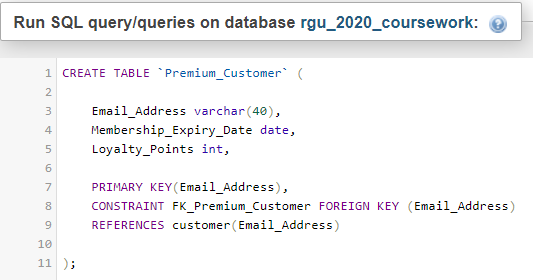 Run SQL query/queries on database rgu_2020_coursework:
1 CREATE TABLE `Premium_Customer` (
2
3 Email_Address varchar(40),
4 Membership_Expiry_Date date,
5 Loyalty_Points int,
6
7 PRIMARY KEY(Email_Address),
8 CONSTRAINT FK_Premium_Customer FOREIGN KEY (Email_Address)
9 REFERENCES customer(Email_Address)
10
11 );